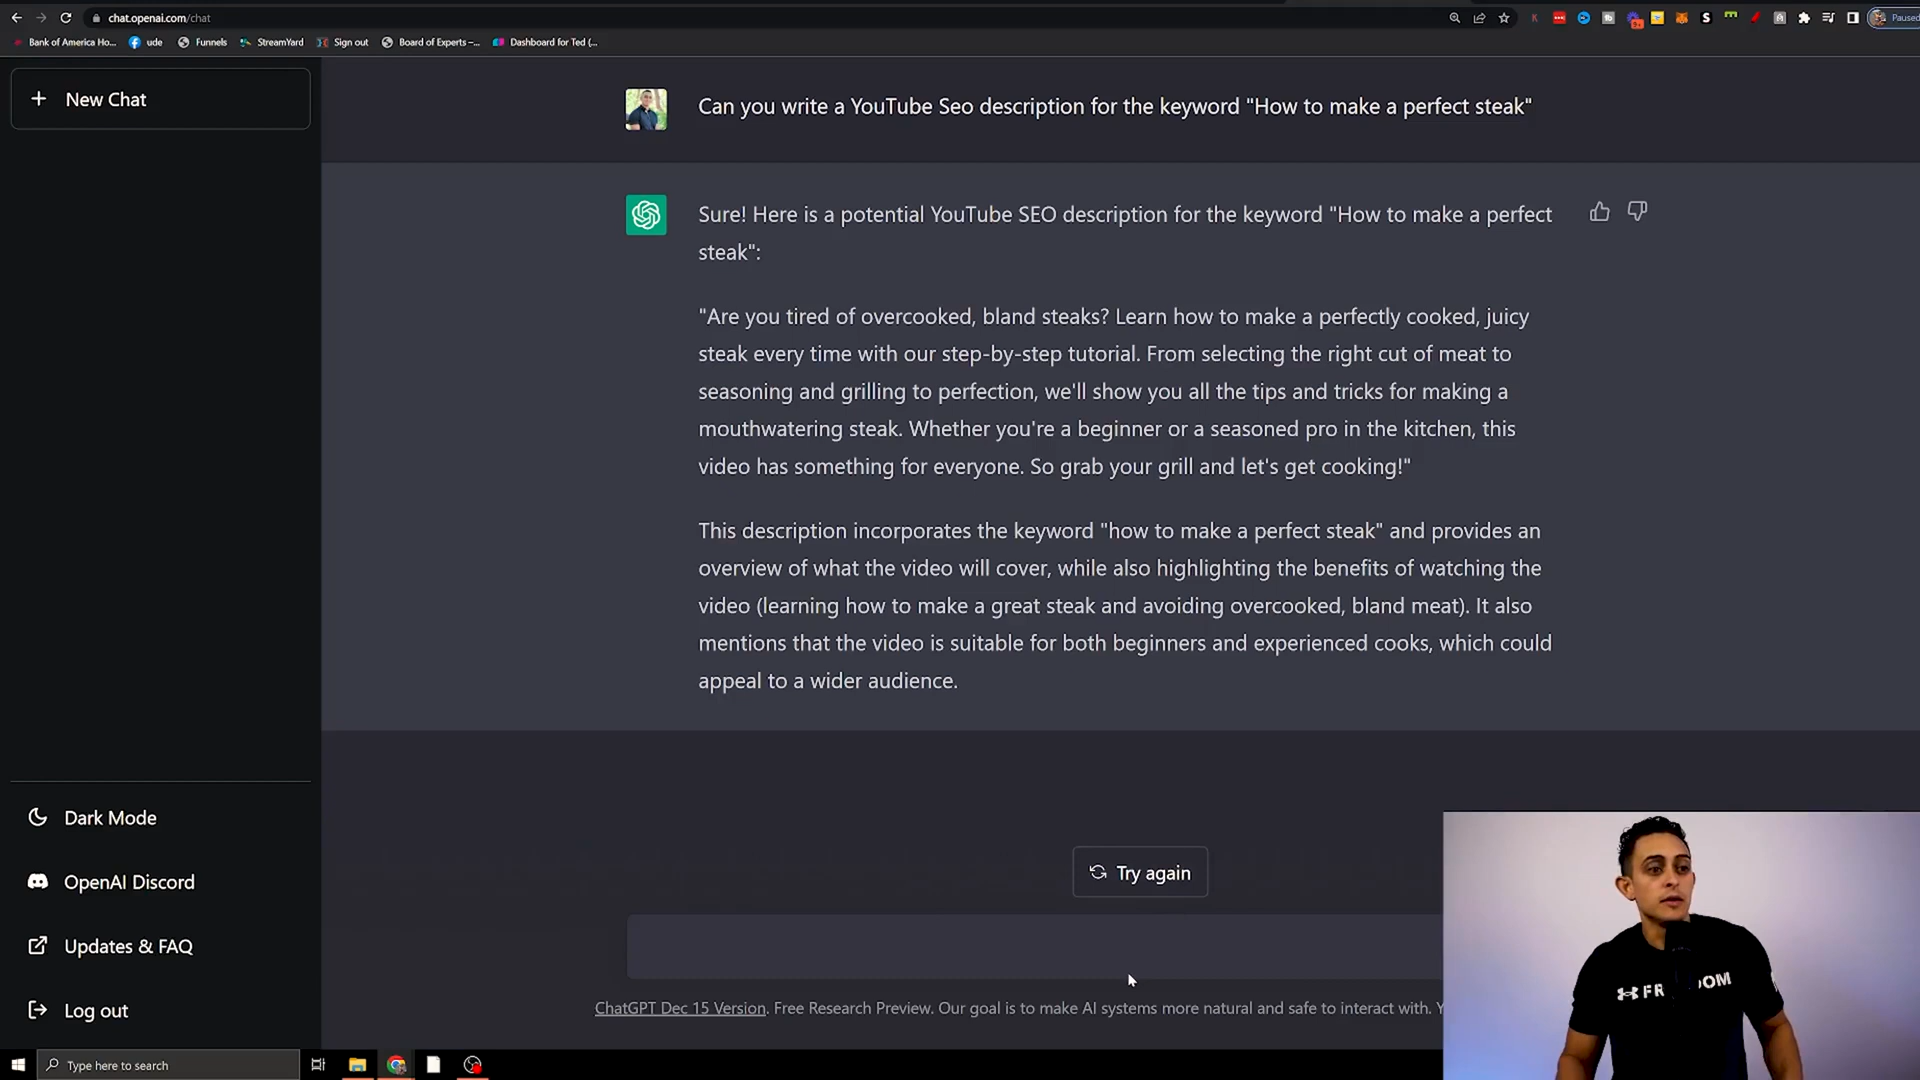 chat.openai.com/chat
Paused
Bank of America Ho...
ude
Funnels
StreamYard
Sign out
Board of Experts –...
Dashboard for Ted (...
New Chat
Can you write a YouTube Seo description for the keyword "How to make a perfect steak"
Sure! Here is a potential YouTube SEO description for the keyword "How to make a perfect
steak":
"Are you tired of overcooked, bland steaks? Learn how to make a perfectly cooked, juicy
steak every time with our step-by-step tutorial. From selecting the right cut of meat to
seasoning and grilling to perfection, we'll show you all the tips and tricks for making a
mouthwatering steak. Whether you're a beginner or a seasoned pro in the kitchen, this
video has something for everyone. So grab your grill and let's get cooking!"
This description incorporates the keyword "how to make a perfect steak" and provides an
overview of what the video will cover, while also highlighting the benefits of watching the
video (learning how to make a great steak and avoiding overcooked, bland meat). It also
mentions that the video is suitable for both beginners and experienced cooks, which could
appeal to a wider audience.
Dark Mode
OpenAI Discord
Updates & FAQ
Log out
Try again
ChatGPT Dec 15 Version. Free Research Preview. Our goal is to make AI systems more natural and safe to interact with. Y
Type here to search